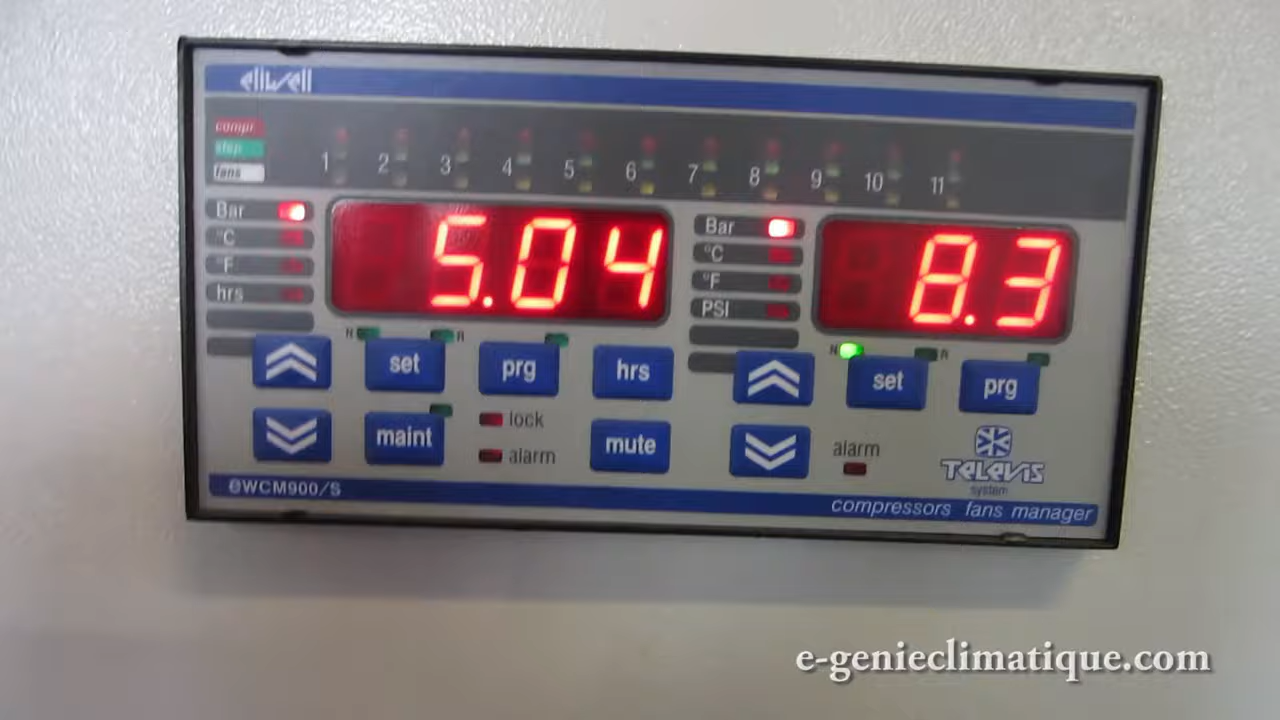 eliwell
compr
step
fans
1 2 3 4 5 6 7 8 9 10 11
Bar
°C
°F
hrs
5.04
Bar
°C
°F
PSI
8.3
N R N R
set prg hrs set prg
maint lock mute alarm
alarm
TELEVIS
system
eWCM900/S
compressors fans manager
e-genieclimatique.com